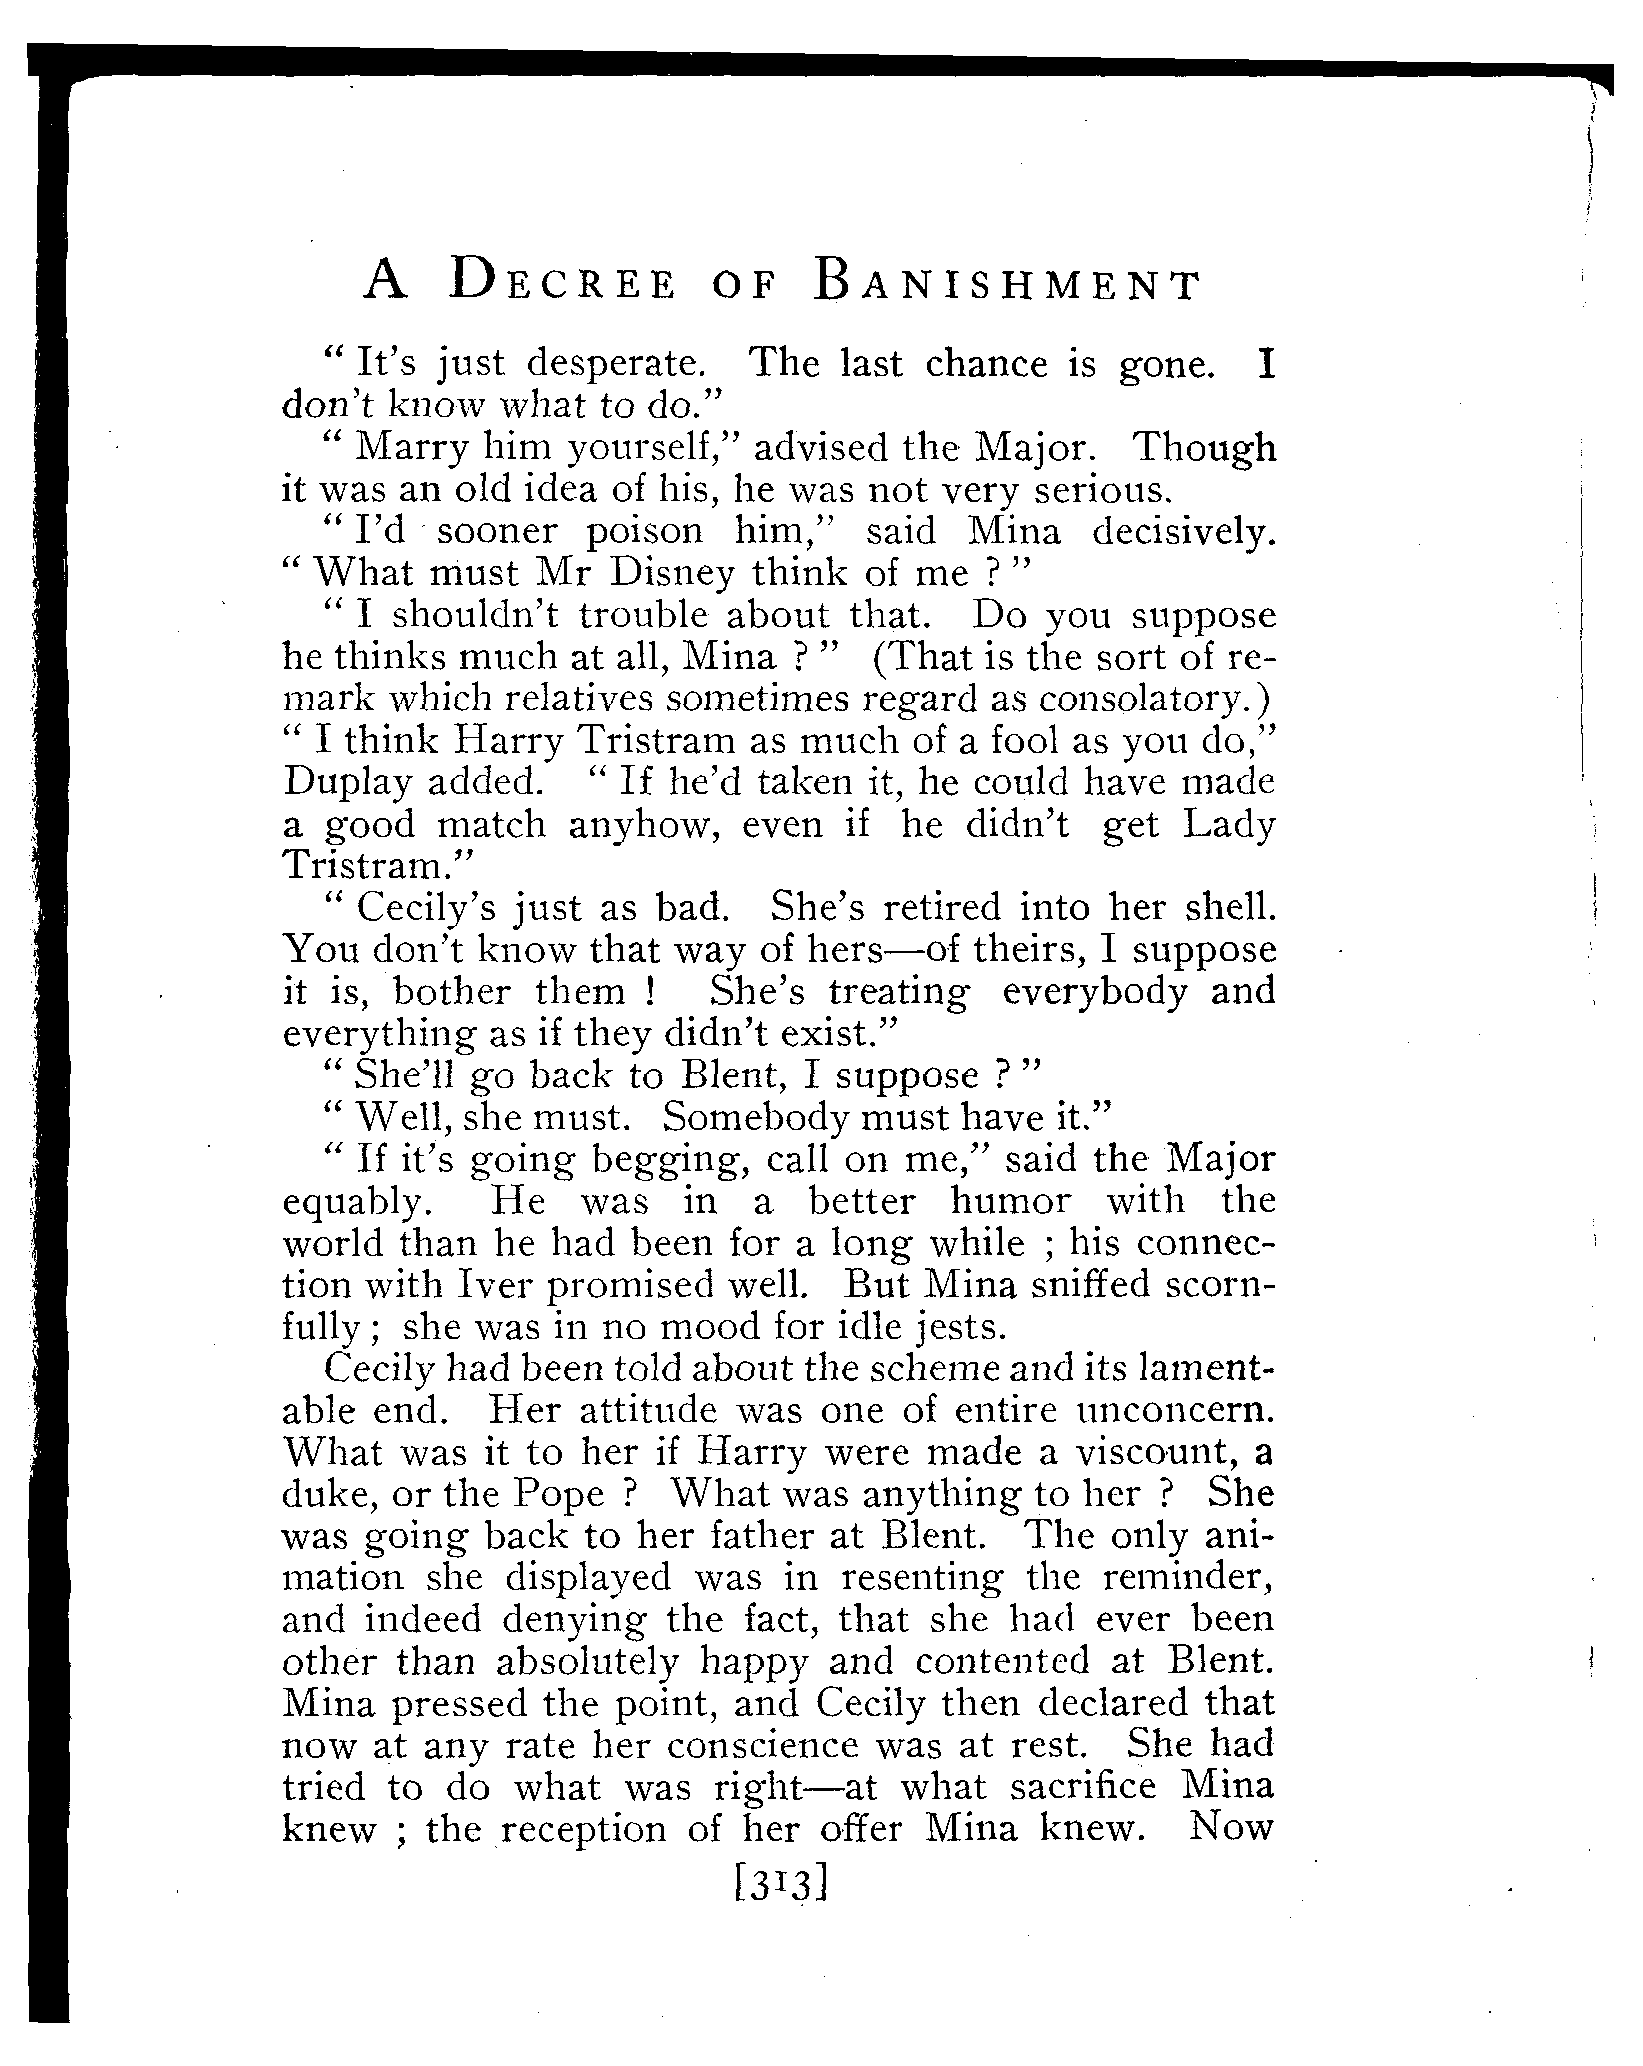 A DECREE OF BANISHMENT
“ It's just desperate. The last chance is gone. I
don't know what to do.”
“ Marry him yourself,” advised the Major. Though
it was an old idea of his, he was not very serious.
“ I'd sooner poison him,” said Mina decisively.
“ What must Mr Disney think of me ? ”
“ I shouldn't trouble about that. Do you suppose
he thinks much at all, Mina ? ” (That is the sort of re-
mark which relatives sometimes regard as consolatory.)
“ I think Harry Tristram as much of a fool as you do,”
Duplay added. “ If he'd taken it, he could have made
a good match anyhow, even if he didn't get Lady
Tristram.”
“ Cecily's just as bad. She's retired into her shell.
You don't know that way of hers—of theirs, I suppose
it is, bother them ! She's treating everybody and
everything as if they didn't exist.”
“ She'll go back to Blent, I suppose ? ”
“ Well, she must. Somebody must have it.”
“ If it's going begging, call on me,” said the Major
equably. He was in a better humor with the
world than he had been for a long while ; his connec-
tion with Iver promised well. But Mina sniffed scorn-
fully ; she was in no mood for idle jests.
Cecily had been told about the scheme and its lament-
able end. Her attitude was one of entire unconcern.
What was it to her if Harry were made a viscount, a
duke, or the Pope ? What was anything to her ? She
was going back to her father at Blent. The only ani-
mation she displayed was in resenting the reminder,
and indeed denying the fact, that she had ever been
other than absolutely happy and contented at Blent.
Mina pressed the point, and Cecily then declared that
now at any rate her conscience was at rest. She had
tried to do what was right—at what sacrifice Mina
knew ; the reception of her offer Mina knew. Now
[313]